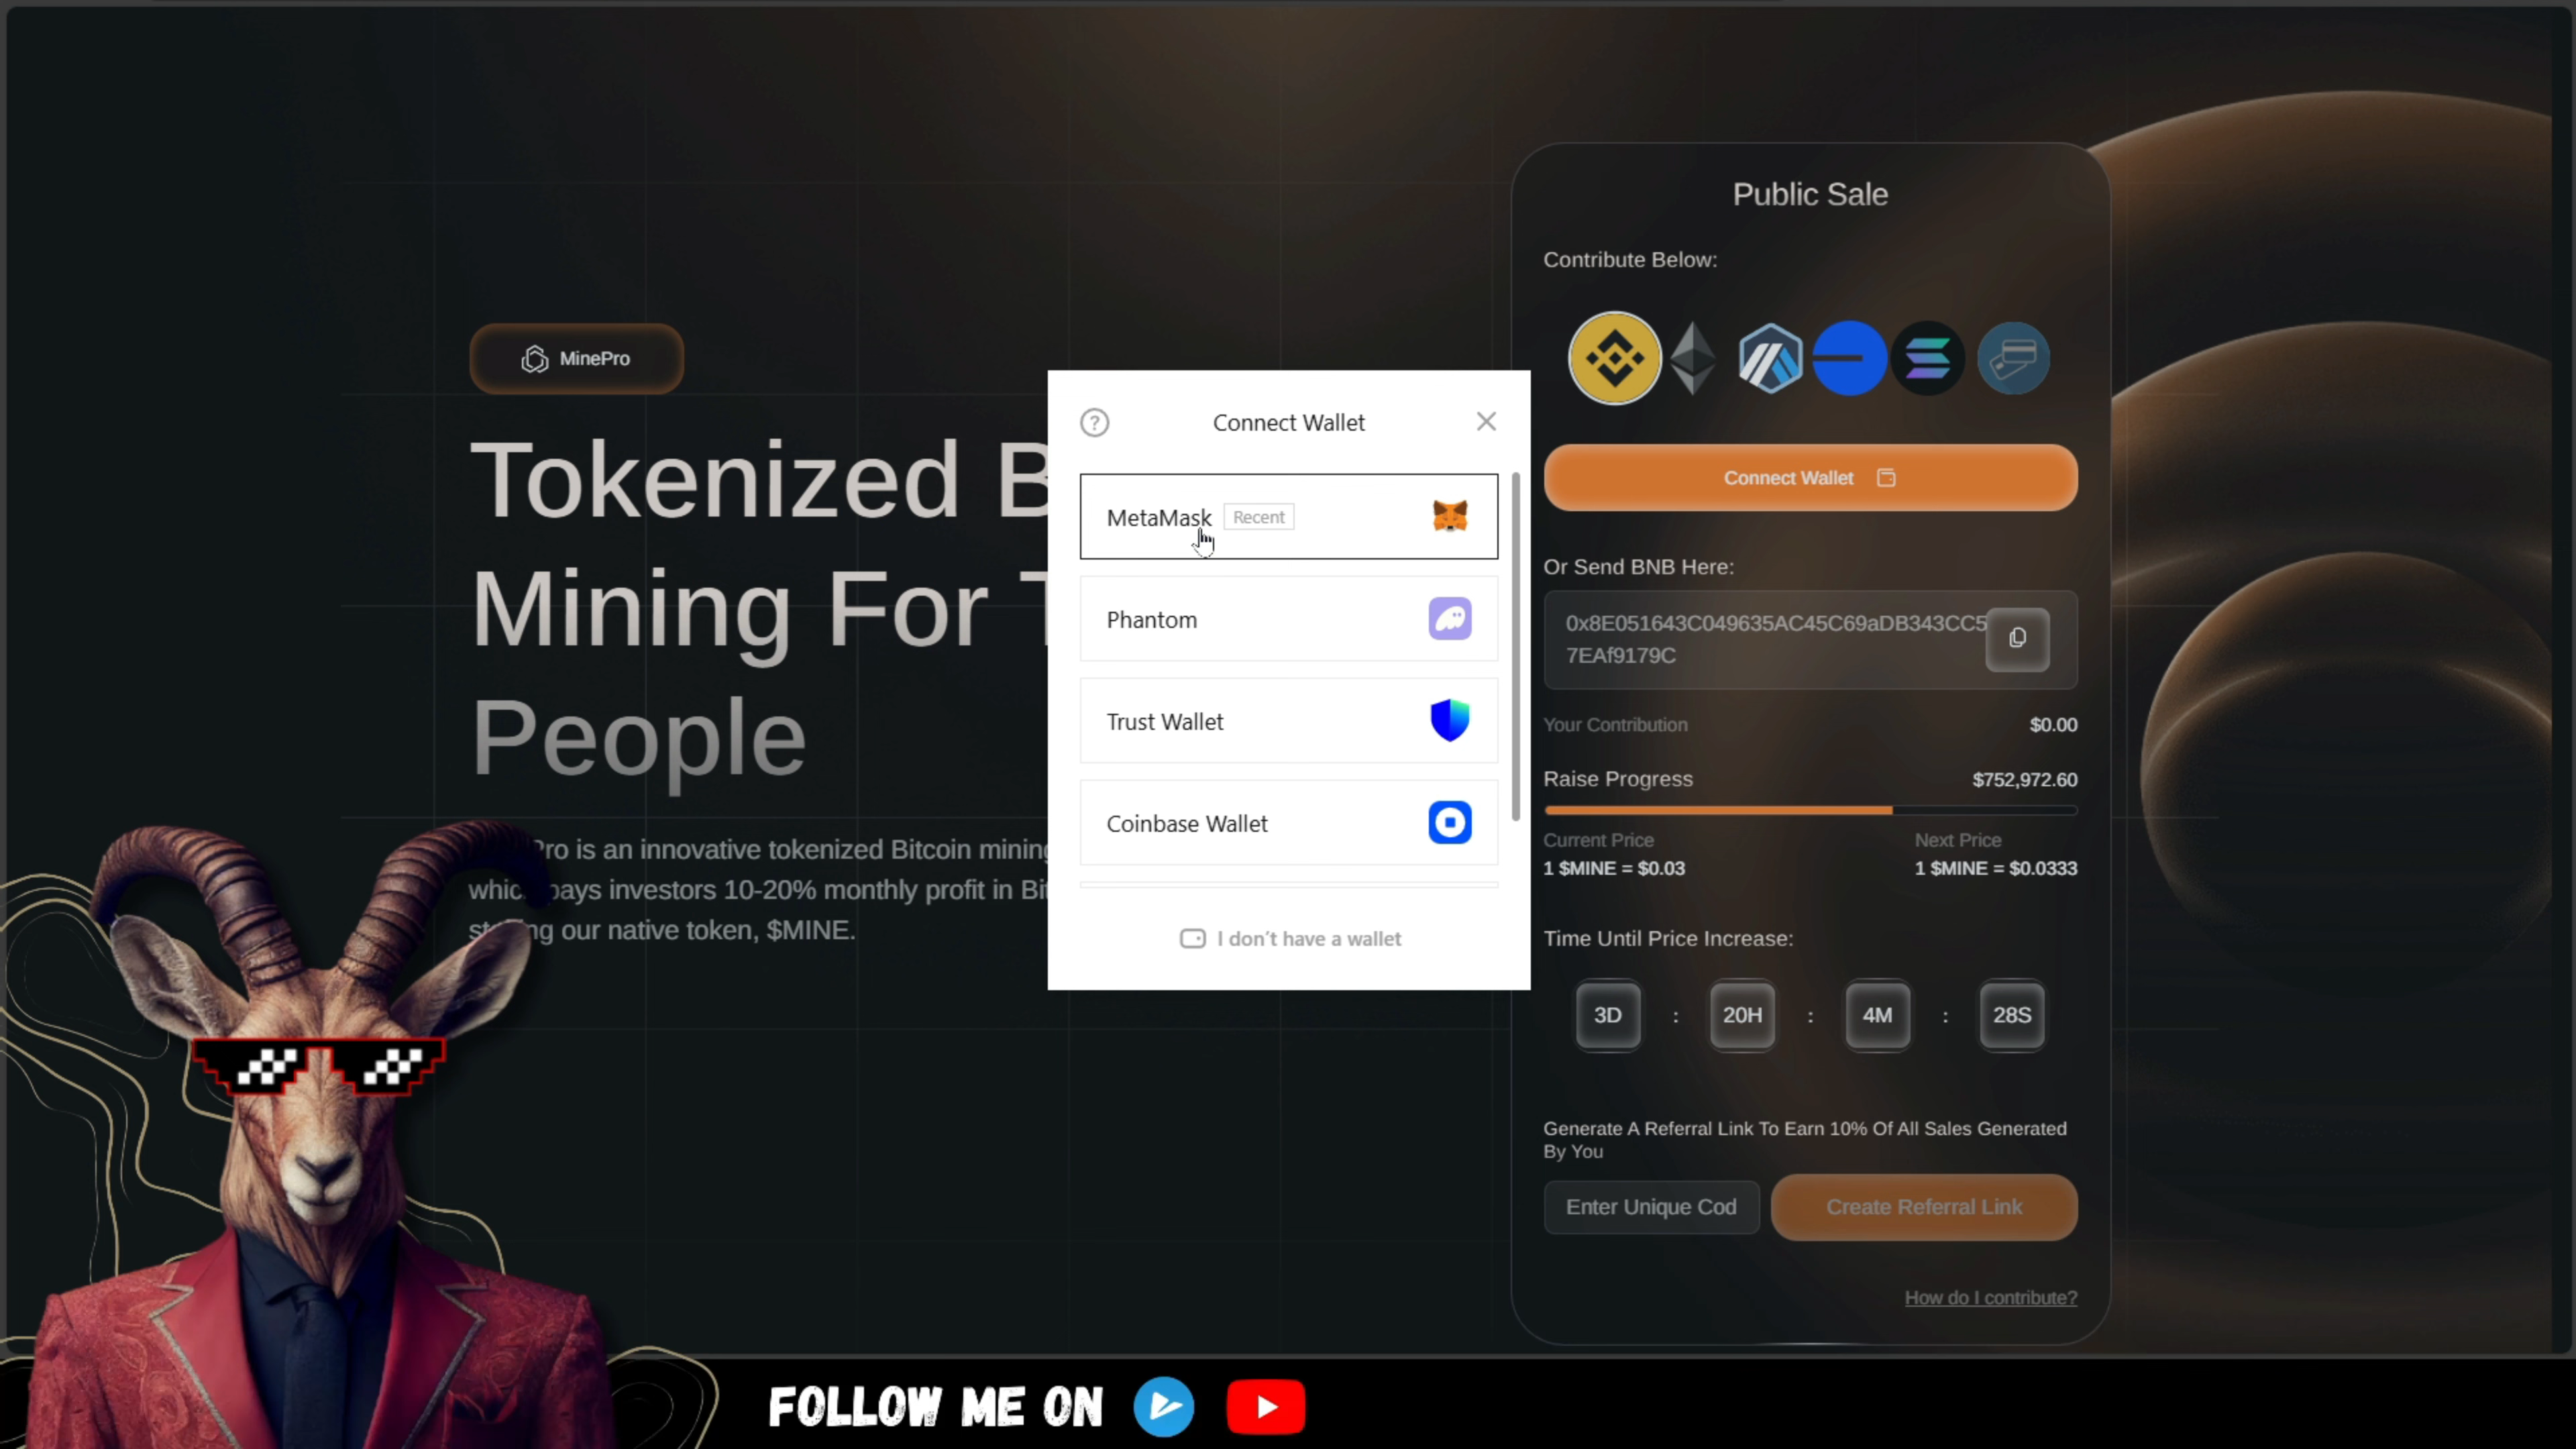 MinePro
Tokenized B
Mining For T
People
Pro is an innovative tokenized Bitcoin mining
pays investors 10-20% monthly profit in Bit
our native token, $MINE.
?
Connect Wallet
MetaMask Recent
Phantom
Trust Wallet
Coinbase Wallet
I don't have a wallet
Public Sale
Contribute Below:
Connect Wallet
Or Send BNB Here:
0x8E051643C049635AC45C69aDB343CC5
7EAf9179C
Your Contribution $0.00
Raise Progress $752,972.60
Current Price Next Price
1 $MINE = $0.03 1 $MINE = $0.0333
Time Until Price Increase:
3D : 20H : 4M : 28S
Generate A Referral Link To Earn 10% Of All Sales Generated
By You
Enter Unique Cod Create Referral Link
How do I contribute?
FOLLOW ME ON